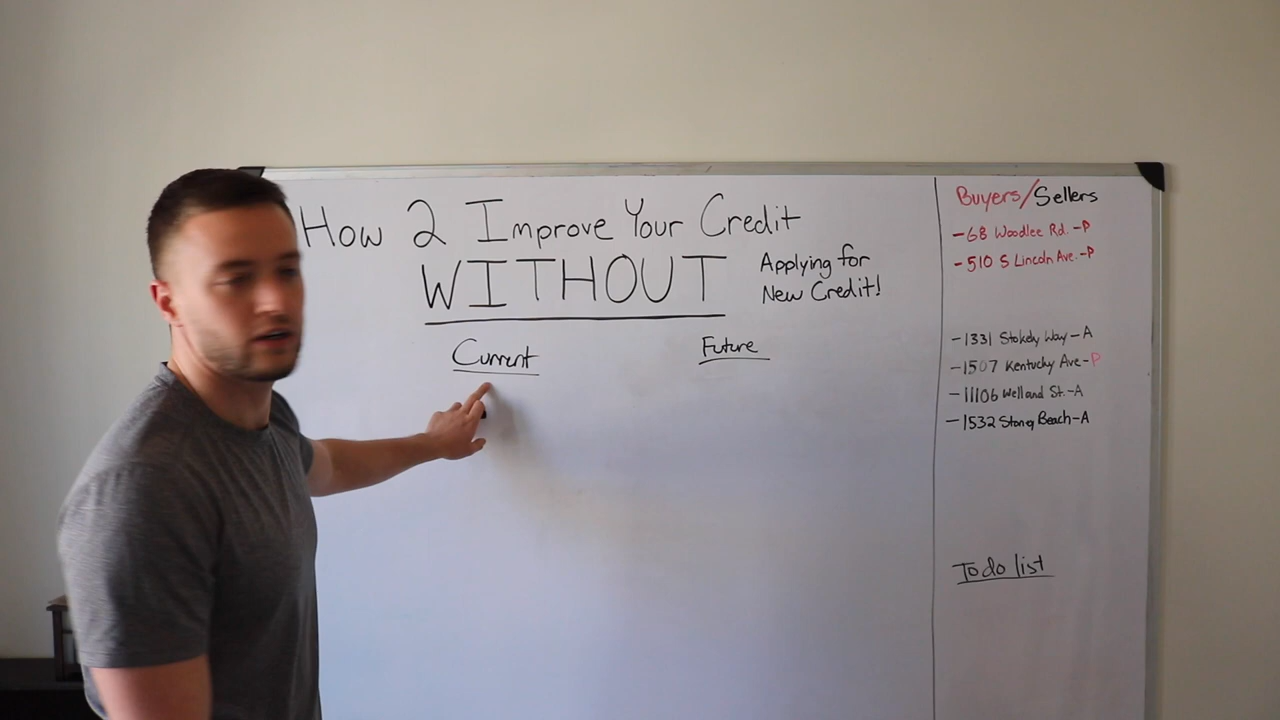 How 2 Improve Your Credit
WITHOUT
Applying for
New Credit!
Current
Future
Buyers/Sellers
-68 Woodlee Rd. -P
-510 S Lincoln Ave. -P
-1331 Stokely Way-A
-1507 Kentucky Ave-P
-11106 Welland St.-A
-1532 Stoney Beach-A
To do list